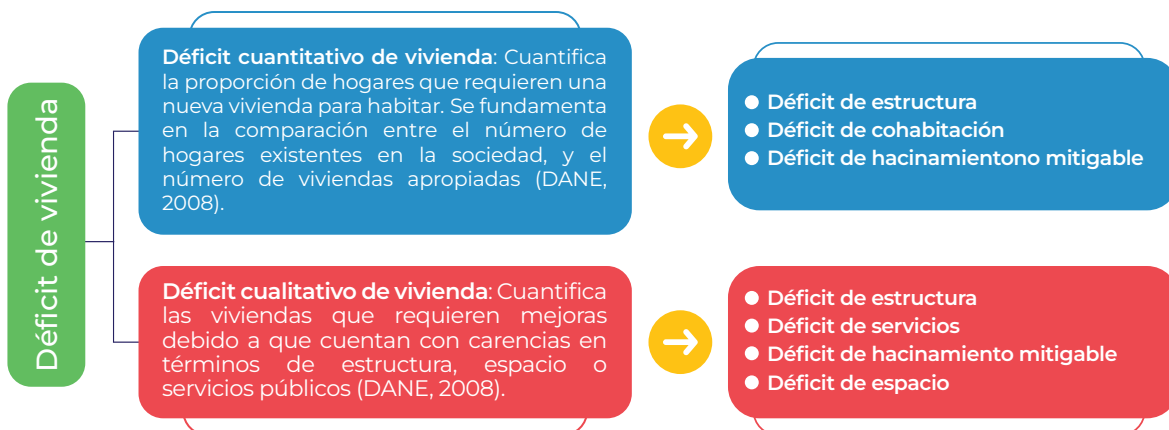 Déficit de vivienda
Déficit cuantitativo de vivienda: Cuantifica
la proporción de hogares que requieren una
nueva vivienda para habitar. Se fundamenta
en la comparación entre el número de
hogares existentes en la sociedad, y el
número de viviendas apropiadas (DANE,
2008).
● Déficit de estructura
● Déficit de cohabitación
● Déficit de hacinamientono mitigable
Déficit cualitativo de vivienda: Cuantifica
las viviendas que requieren mejoras
debido a que cuentan con carencias en
términos de estructura, espacio o
servicios públicos (DANE, 2008).
● Déficit de estructura
● Déficit de servicios
● Déficit de hacinamiento mitigable
● Déficit de espacio